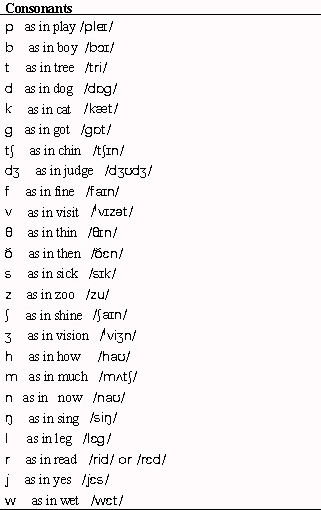 Consonants
p as in play /pleɪ/
b as in boy /bɔɪ/
t as in tree /tri/
d as in dog /dɒg/
k as in cat /kæt/
g as in got /gɒt/
tʃ as in chin /tʃɪn/
dʒ as in judge /dʒʊdʒ/
f as in fine /faɪn/
v as in visit /ˈvɪzət/
θ as in thin /θɪn/
ð as in then /ðɛn/
s as in sick /sɪk/
z as in zoo /zu/
ʃ as in shine /ʃaɪn/
ʒ as in vision /ˈviʒn/
h as in how /haʊ/
m as in much /mʌtʃ/
n as in now /naʊ/
ŋ as in sing /siŋ/
l as in leg /lɛg/
r as in read /rid/ or /rɛd/
j as in yes /jɛs/
w as in wet /wɛt/